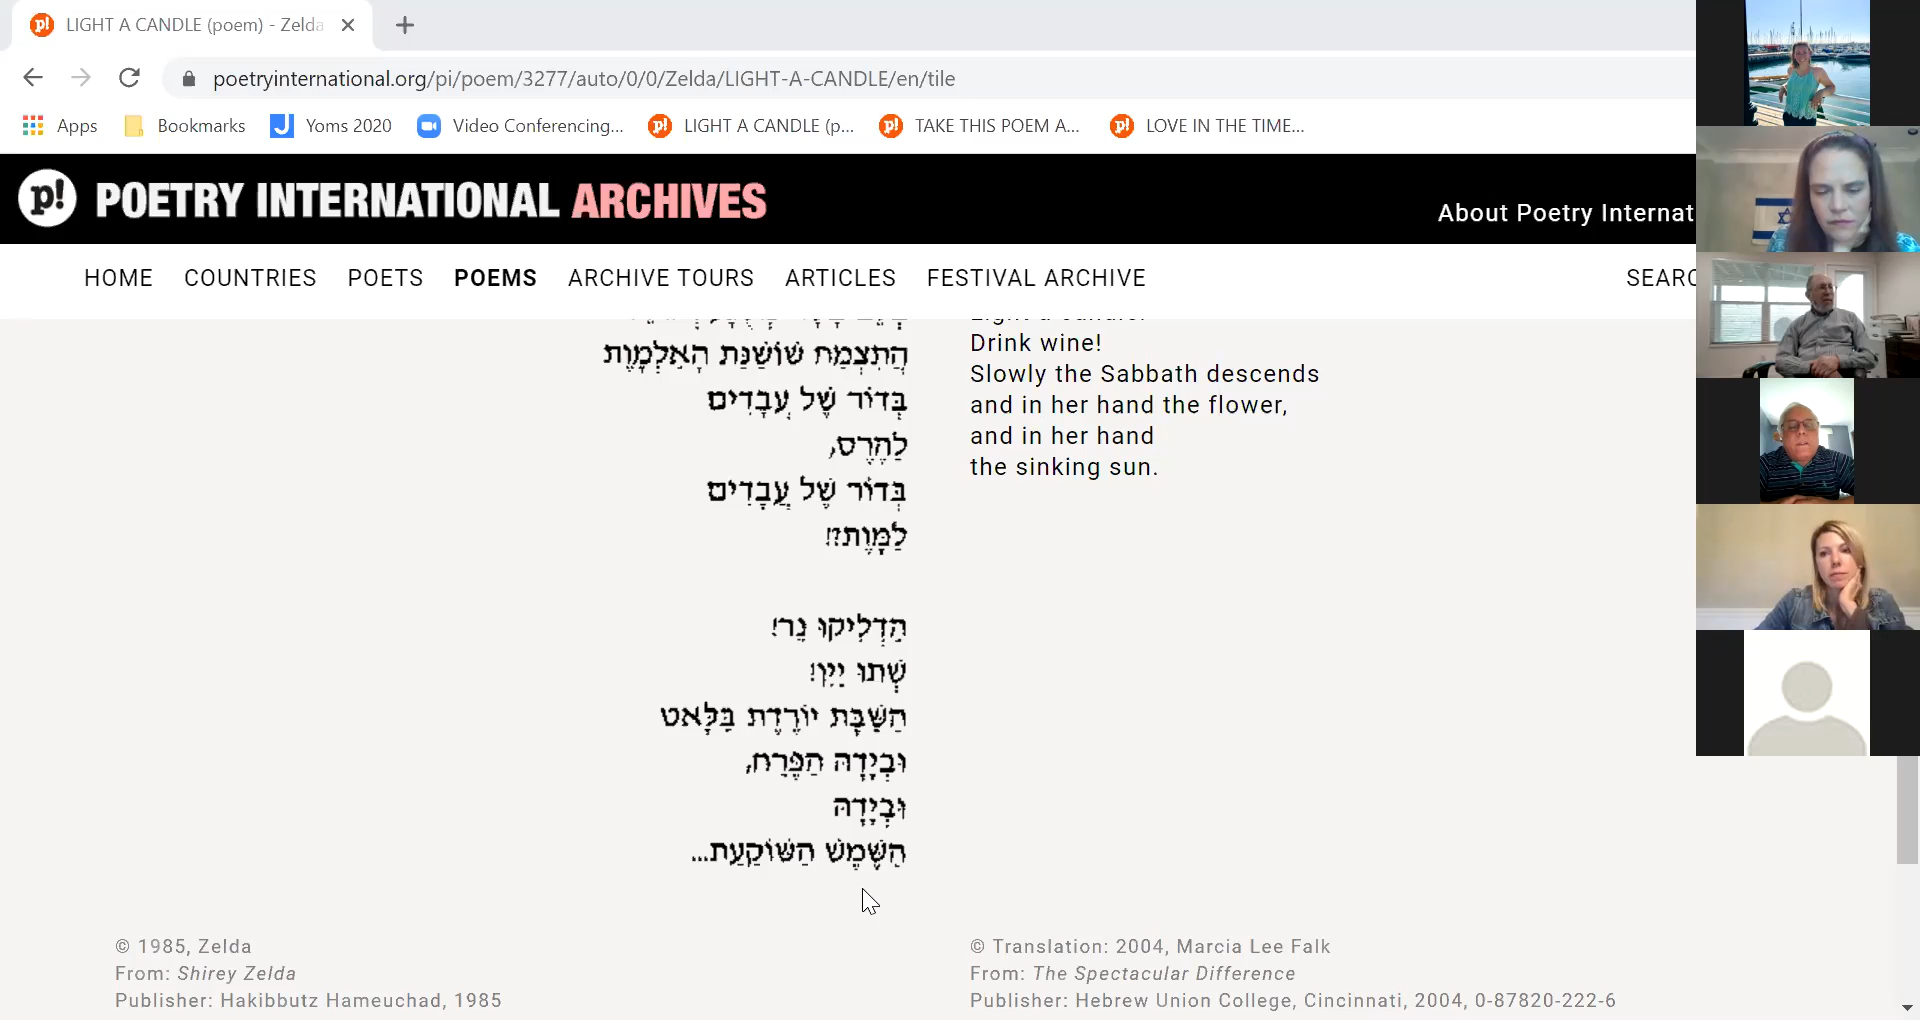 LIGHT A CANDLE (poem) - Zelda
poetryinternational.org/pi/poem/3277/auto/0/0/Zelda/LIGHT-A-CANDLE/en/tile
Apps Bookmarks Yoms 2020 Video Conferencing... LIGHT A CANDLE (p... TAKE THIS POEM A... LOVE IN THE TIME...
p! POETRY INTERNATIONAL ARCHIVES
About Poetry Internat
HOME COUNTRIES POETS POEMS ARCHIVE TOURS ARTICLES FESTIVAL ARCHIVE SEARC
הֲתִצְמַח שׁוֹשַׁנַּת הָאַלְמָוֶת
בְּדוֹר שֶׁל עֲבָדִים
לַהֶרֶס,
בְּדוֹר שֶׁל עֲבָדִים
לַמָּוֶת?!
הַדְלִיקוּ נֵר!
שְׁתוּ יַיִן!
הַשַּׁבָּת יוֹרֶדֶת בַּלָּאט
וּבְיָדָהּ הַפֶּרַח,
וּבְיָדָהּ
הַשֶּׁמֶשׁ הַשּׁוֹקַעַת...
Drink wine!
Slowly the Sabbath descends
and in her hand the flower,
and in her hand
the sinking sun.
© 1985, Zelda
From: Shirey Zelda
Publisher: Hakibbutz Hameuchad, 1985
© Translation: 2004, Marcia Lee Falk
From: The Spectacular Difference
Publisher: Hebrew Union College, Cincinnati, 2004, 0-87820-222-6